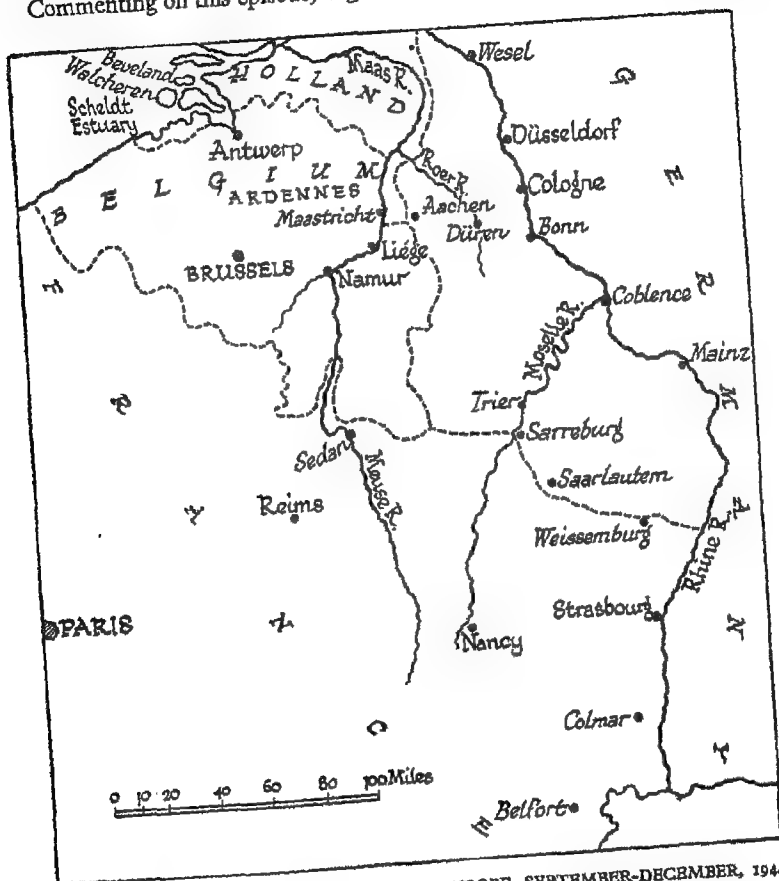 Commenting on this episode,
Wesel
Beveland
Walcheren
Scheldt
Estuary
HOLLAND
Maas R.
GERMANY
Düsseldorf
Antwerp
BELGIUM
ARDENNES
Roer R.
Cologne
Maastricht
Aachen
Düren
Bonn
Liége
BRUSSELS
Namur
Coblence
Moselle R.
Mainz
FRANCE
Trier
Sarreburg
Sedan
Saarlautern
Meuse R.
Reims
Weissemburg
Rhine R.
Strasbourg
PARIS
Nancy
Colmar
0 10 20 40 60 80 100 Miles
Belfort
SEPTEMBER-DECEMBER, 194